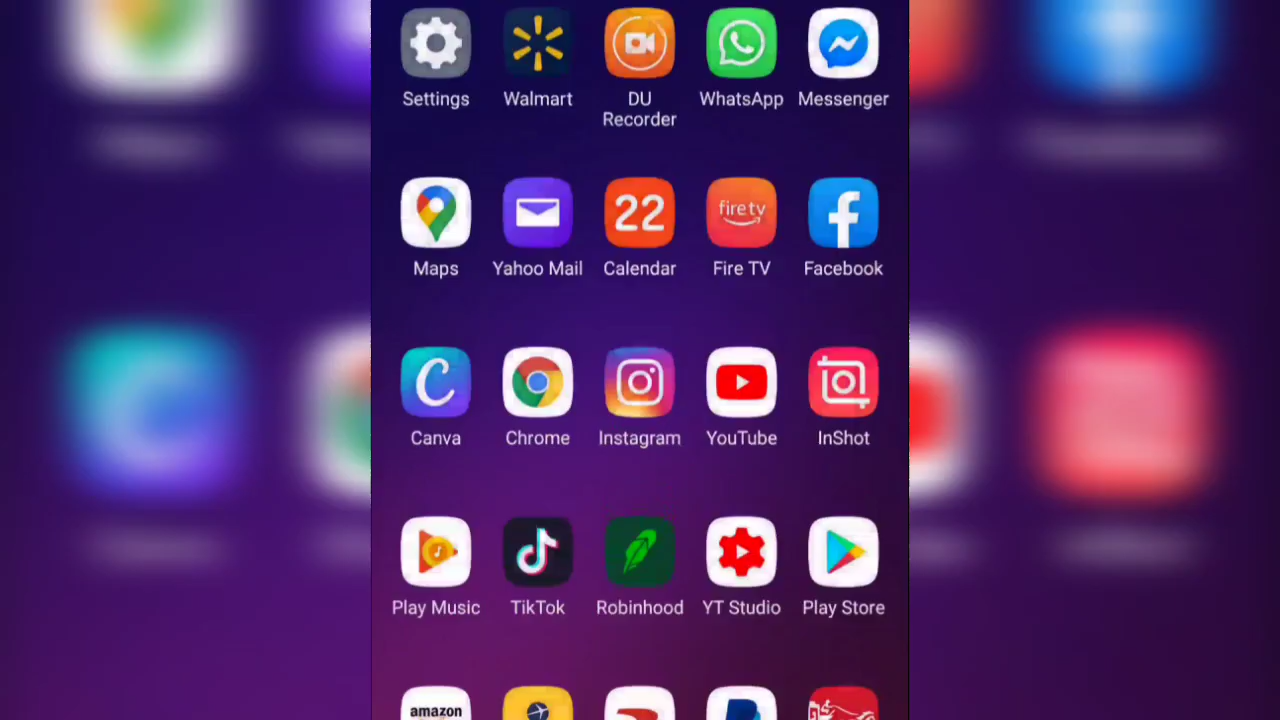 Settings
Walmart
DU
Recorder
WhatsApp
Messenger
22
fire tv
Maps
Yahoo Mail
Calendar
Fire TV
Facebook
C
Canva
Chrome
Instagram
YouTube
InShot
Play Music
TikTok
Robinhood
YT Studio
Play Store
amazon